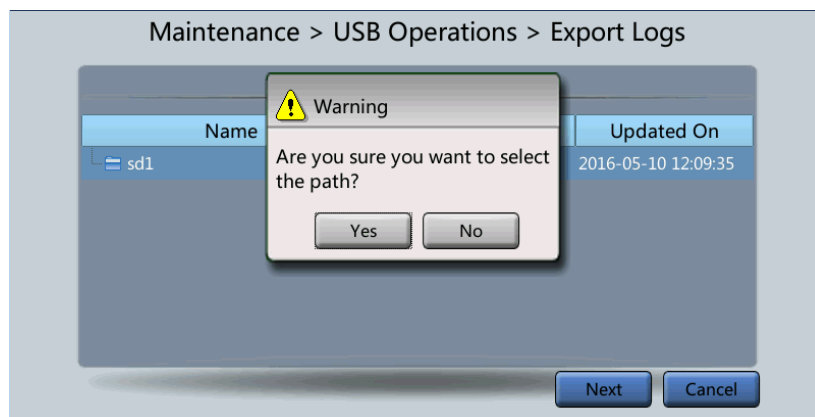 Maintenance > USB Operations > Export Logs
Warning
Name
Updated On
sd1
Are you sure you want to select
the path?
2016-05-10 12:09:35
Yes
No
Next
Cancel